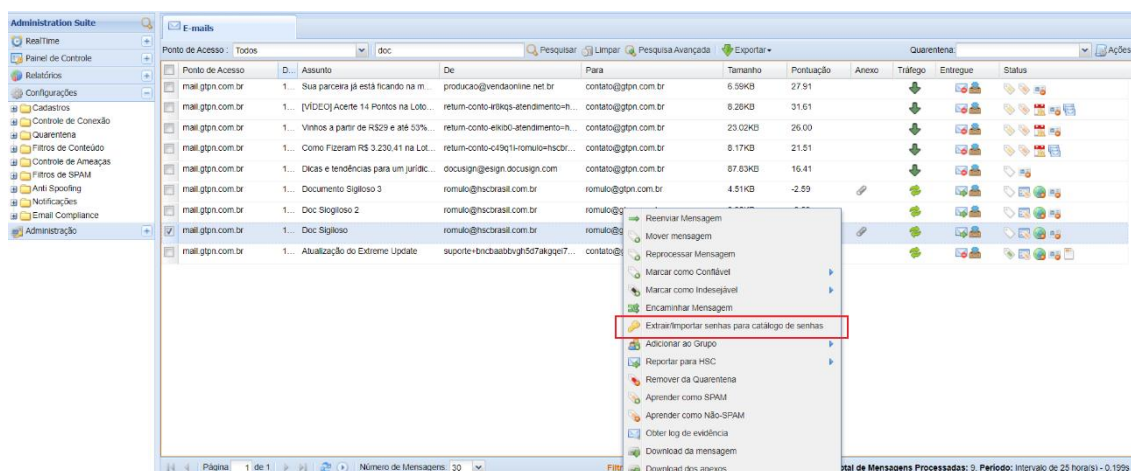 Administration Suite
E-mails
RealTime
Ponto de Acesso : Todos doc Pesquisar Limpar Pesquisa Avançada Exportar Quarentena: Ações
Painel de Controle
Ponto de Acesso D... Assunto De Para Tamanho Pontuação Anexo Tráfego Entregue Status
Relatórios
Configurações
mail.gtpn.com.br 1... Sua parceira já está ficando na m... producao@vendaonline.net.br contato@gtpn.com.br 6.59KB 27.91
Cadastros
mail.gtpn.com.br 1... [VÍDEO] Acerte 14 Pontos na Loto... contato@gtpn.com.br 8.28KB 31.61
Controle de Conexão
Quarentena
mail.gtpn.com.br 1... Vinhos a partir de R$29 e até 53%... contato@gtpn.com.br 23.02KB 26.00
Filtros de Conteúdo
mail.gtpn.com.br 1... Como Fizeram R$ 3.230,41 na Lot... contato@gtpn.com.br 8.17KB 21.51
Controle de Ameaças
Filtros de SPAM
mail.gtpn.com.br 1... Dicas e tendências para um jurídic... docusign@esign.docusign.com contato@gtpn.com.br 87.83KB 16.41
Anti Spoofing
mail.gtpn.com.br 1... Documento Sigiloso 3 romulo@hscbrasil.com.br romulo@gtpn.com.br 4.51KB -2.59
Notificações
Email Compliance
mail.gtpn.com.br 1... Doc Siogiloso 2 romulo@hscbrasil.com.br romulo@g
Administração
mail.gtpn.com.br 1... Doc Sigiloso romulo@hscbrasil.com.br romulo@g
mail.gtpn.com.br 1... Atualização do Extreme Update contato@g
Reenviar Mensagem
Mover mensagem
Reprocessar Mensagem
Marcar como Confiável
Marcar como Indesejável
Encaminhar Mensagem
Extrair/Importar senhas para catálogo de senhas
Adicionar ao Grupo
Reportar para HSC
Remover da Quarentena
Aprender como SPAM
Aprender como Não-SPAM
Obter log de evidência
Download da mensagem
Download dos anexos
Página 1 de 1 Número de Mensagens: 30 Filtr otal de Mensagens Processadas: 9. Período: Intervalo de 25 hora(s) - 0.199s